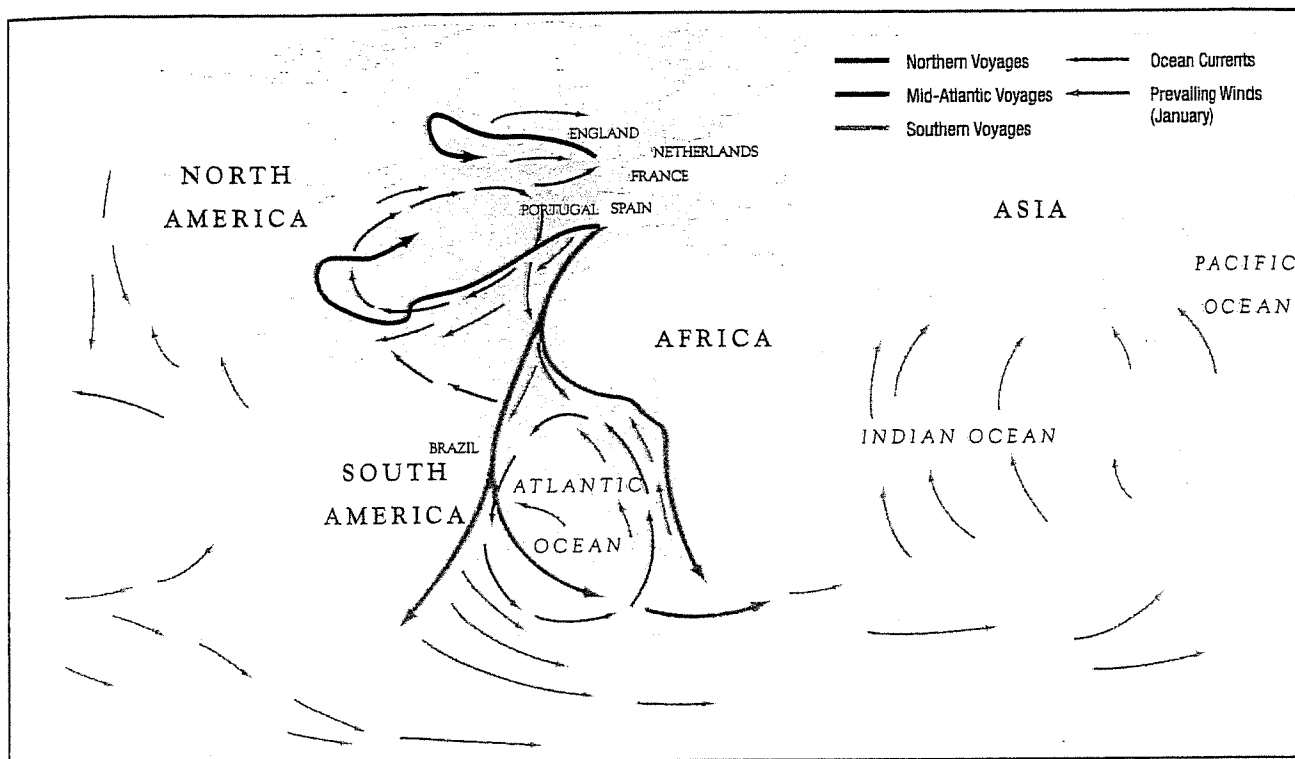 Northern Voyages
Mid-Atlantic Voyages
Southern Voyages
Ocean Currents
Prevailing Winds
(January)
ENGLAND
NETHERLANDS
FRANCE
PORTUGAL SPAIN
NORTH
AMERICA
ASIA
PACIFIC
OCEAN
AFRICA
INDIAN OCEAN
BRAZIL
SOUTH
AMERICA
ATLANTIC
OCEAN